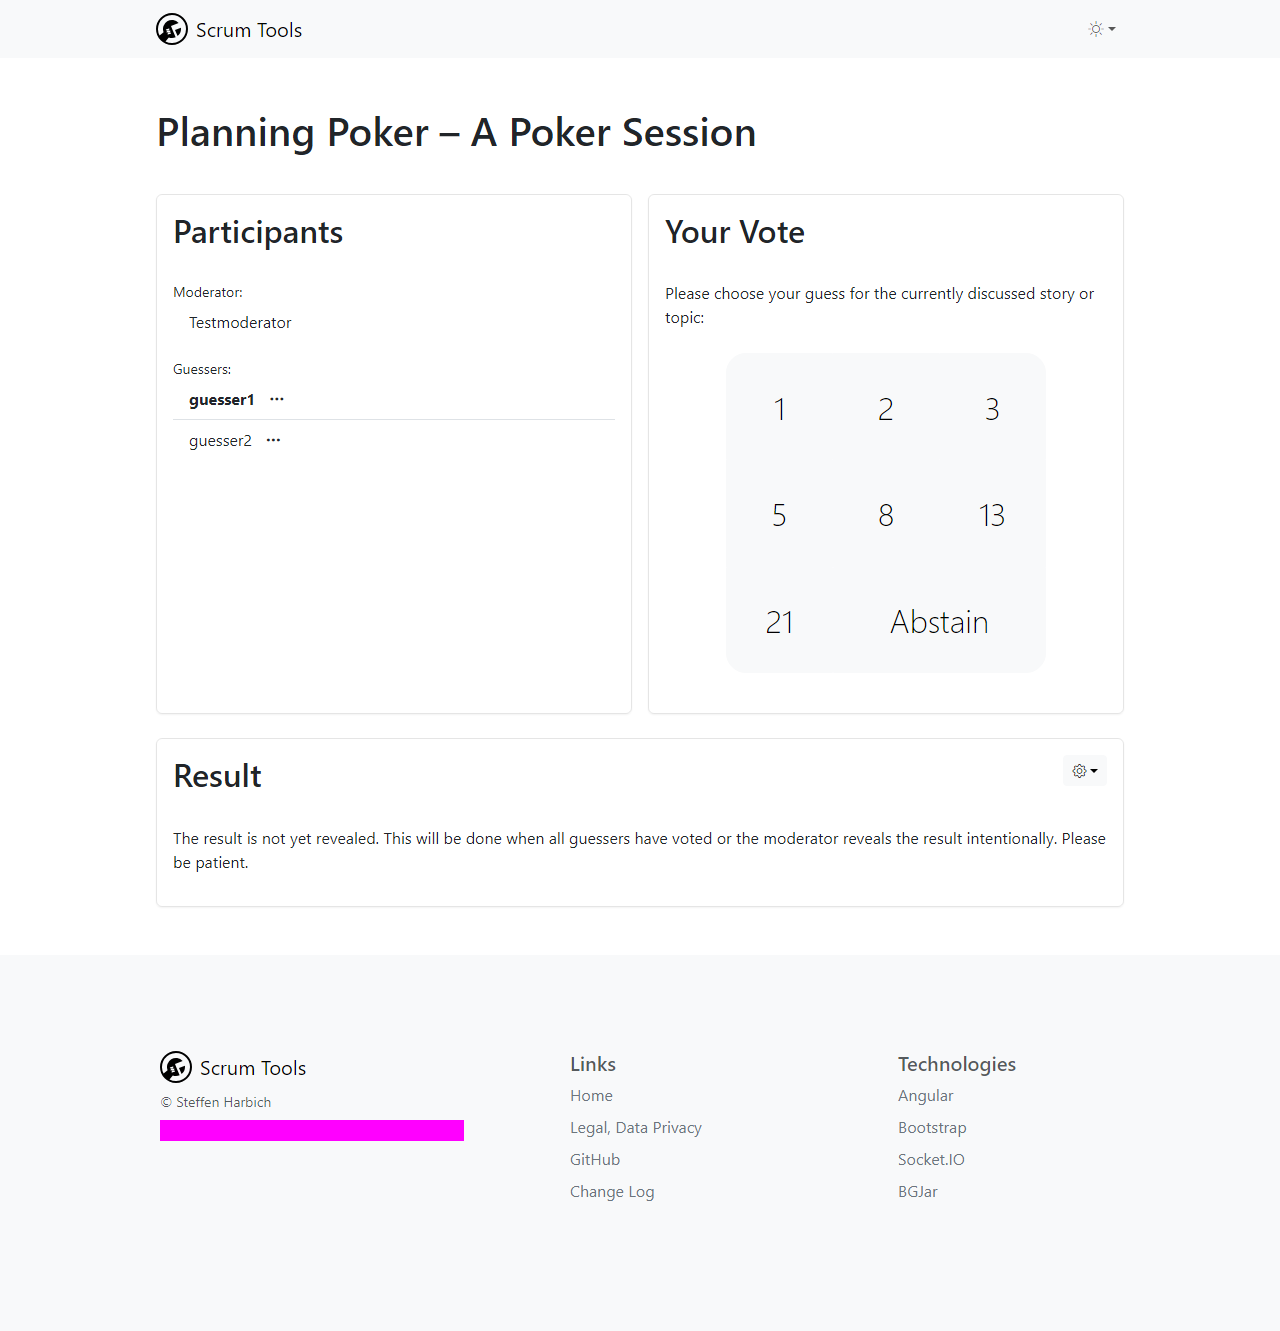 Scrum Tools
Planning Poker – A Poker Session
Participants
Moderator:
Testmoderator
Guessers:
guesser1
guesser2
Your Vote
Please choose your guess for the currently discussed story or
topic:
1 2 3
5 8 13
21 Abstain
Result
The result is not yet revealed. This will be done when all guessers have voted or the moderator reveals the result intentionally. Please
be patient.
Scrum Tools
© Steffen Harbich
Links
Home
Legal, Data Privacy
GitHub
Change Log
Technologies
Angular
Bootstrap
Socket.IO
BGJar